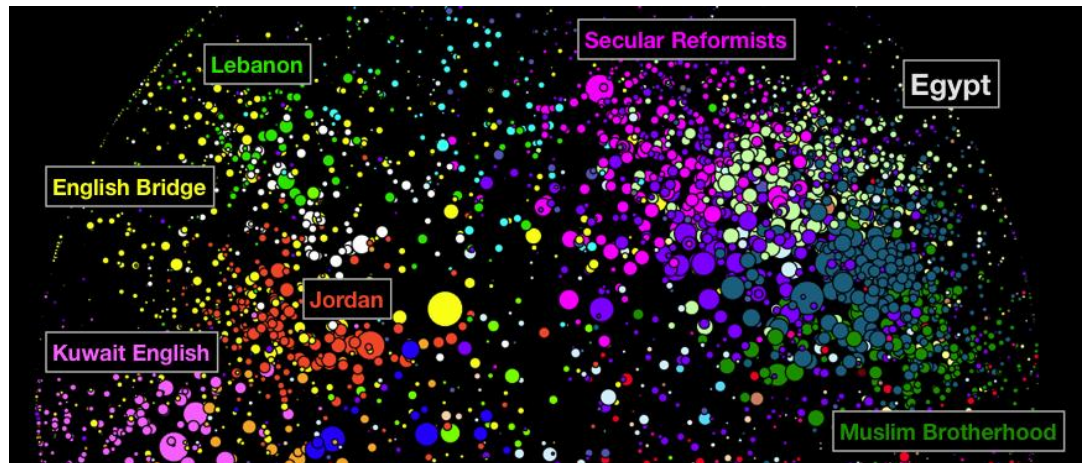 Secular Reformists
Lebanon
Egypt
English Bridge
Jordan
Kuwait English
Muslim Brotherhood